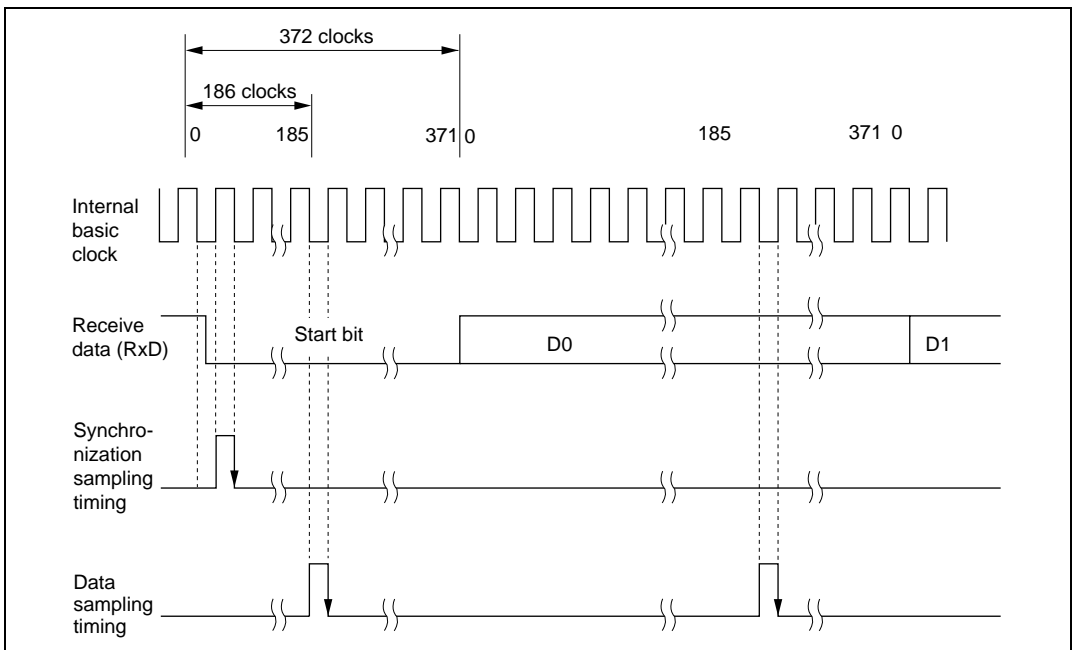 372 clocks
186 clocks
0 185 371 0 185 371 0
Internal
basic
clock
Receive
data (RxD)
Start bit
D0
D1
Synchro-
nization
sampling
timing
Data
sampling
timing